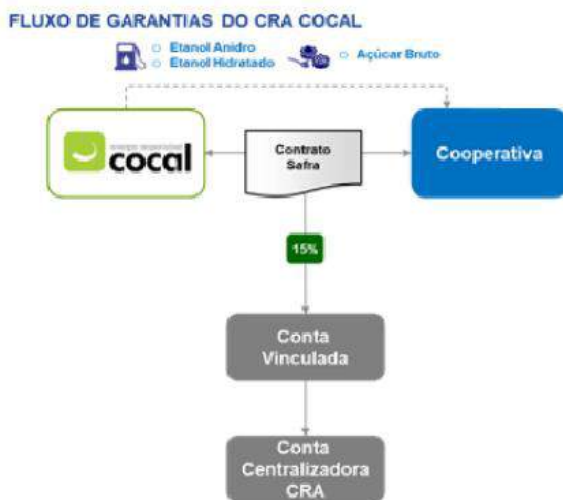 FLUXO DE GARANTIAS DO CRA COCAL
Etanol Anidro
Etanol Hidratado
Açúcar Bruto
cocal
Contrato
Safra
Cooperativa
15%
Conta
Vinculada
Conta
Centralizadora
CRA